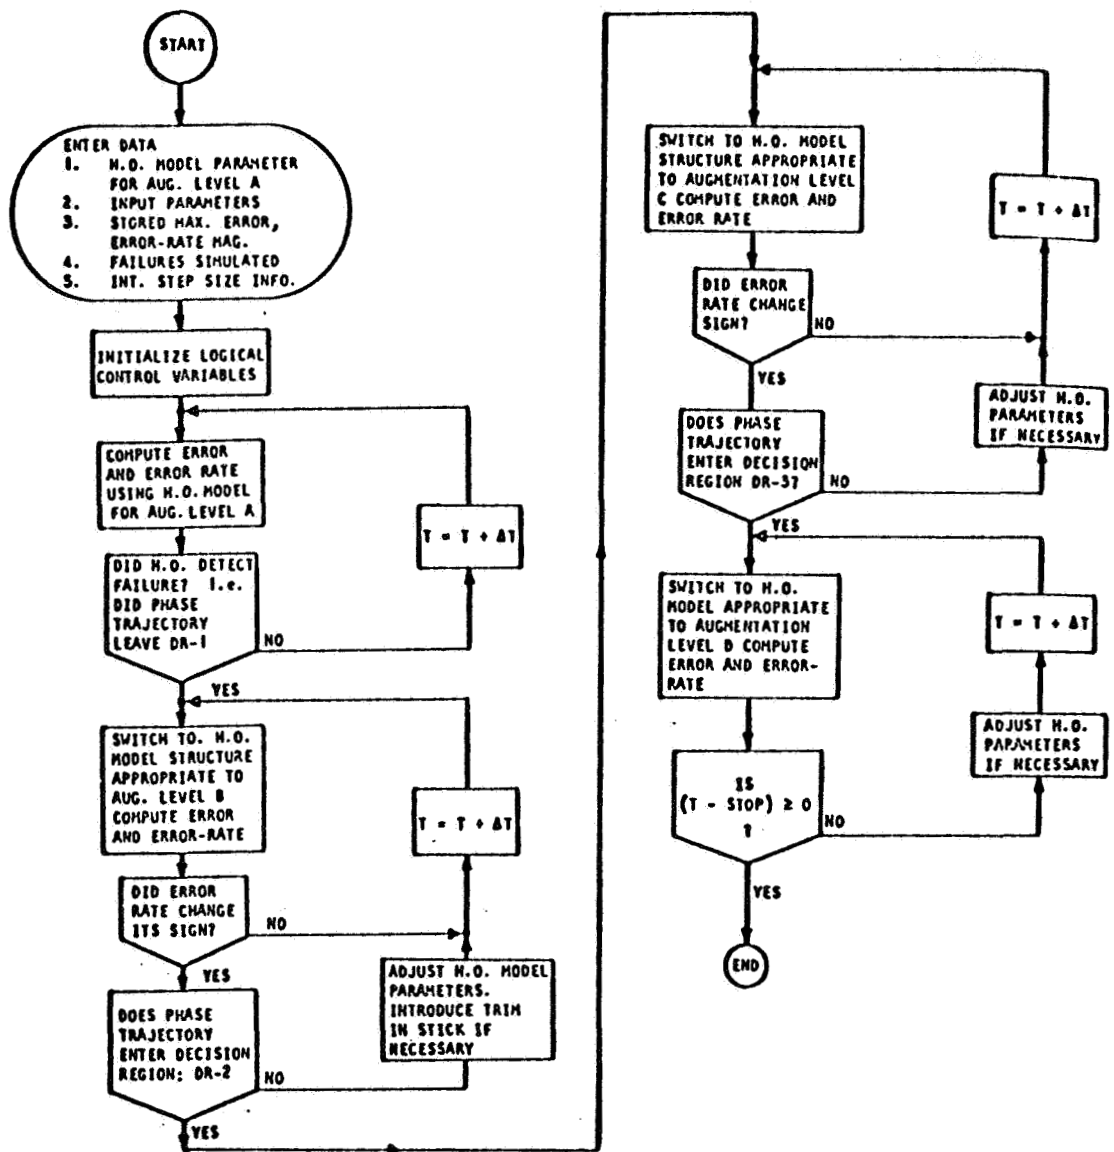 START
ENTER DATA
1. H.O. MODEL PARAMETER
FOR AUG. LEVEL A
2. INPUT PARAMETERS
3. STORED MAX. ERROR,
ERROR-RATE MAG.
4. FAILURES SIMULATED
5. INT. STEP SIZE INFO.
INITIALIZE LOGICAL
CONTROL VARIABLES
COMPUTE ERROR
AND ERROR RATE
USING H.O. MODEL
FOR AUG. LEVEL A
T = T + ΔT
DID H.O. DETECT
FAILURE? I.e.
DID PHASE
TRAJECTORY
LEAVE DR-1
NO
YES
SWITCH TO. H.O.
MODEL STRUCTURE
APPROPRIATE TO
AUG. LEVEL B
COMPUTE ERROR
AND ERROR-RATE
T = T + ΔT
DID ERROR
RATE CHANGE
ITS SIGN?
NO
YES
ADJUST H.O. MODEL
PARAMETERS.
INTRODUCE TRIM
IN STICK IF
NECESSARY
DOES PHASE
TRAJECTORY
ENTER DECISION
REGION: DR-2
NO
YES
SWITCH TO H.O. MODEL
STRUCTURE APPROPRIATE
TO AUGMENTATION LEVEL
C COMPUTE ERROR AND
ERROR RATE
T = T + ΔT
DID ERROR
RATE CHANGE
SIGN?
NO
YES
ADJUST H.O.
PARAMETERS
IF NECESSARY
DOES PHASE
TRAJECTORY
ENTER DECISION
REGION DR-3?
NO
YES
SWITCH TO H.O.
MODEL APPROPRIATE
TO AUGMENTATION
LEVEL D COMPUTE
ERROR AND ERROR-
RATE
T = T + ΔT
ADJUST H.O.
PARAMETERS
IF NECESSARY
IS
(T - STOP) ≥ 0
?
NO
YES
END